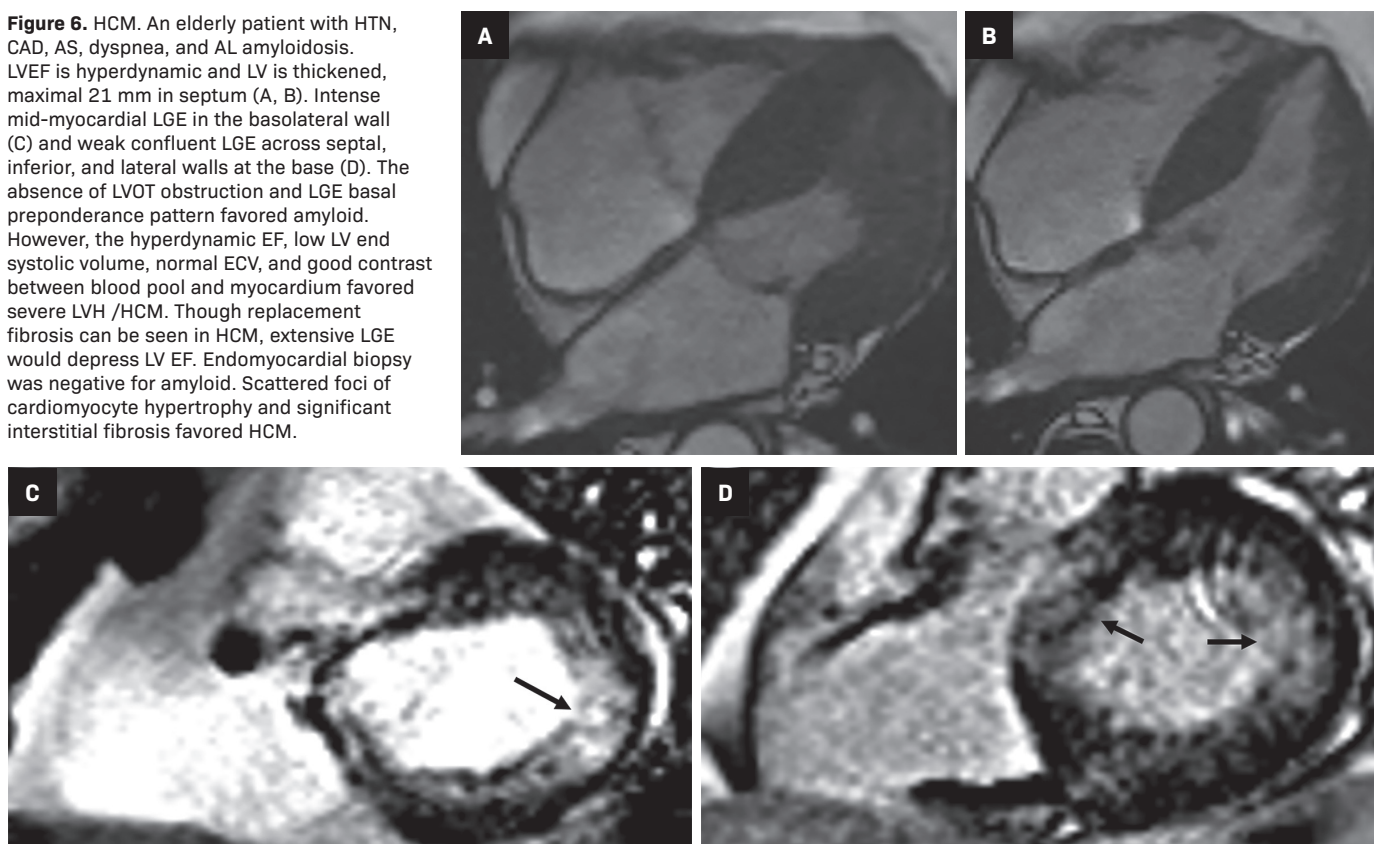 Figure 6. HCM. An elderly patient with HTN,
CAD, AS, dyspnea, and AL amyloidosis.
LVEF is hyperdynamic and LV is thickened,
maximal 21 mm in septum (A, B). Intense
mid-myocardial LGE in the basolateral wall
(C) and weak confluent LGE across septal,
inferior, and lateral walls at the base (D). The
absence of LVOT obstruction and LGE basal
preponderance pattern favored amyloid.
However, the hyperdynamic EF, low LV end
systolic volume, normal ECV, and good contrast
between blood pool and myocardium favored
severe LVH /HCM. Though replacement
fibrosis can be seen in HCM, extensive LGE
would depress LV EF. Endomyocardial biopsy
was negative for amyloid. Scattered foci of
cardiomyocyte hypertrophy and significant
interstitial fibrosis favored HCM.
A
B
C
D